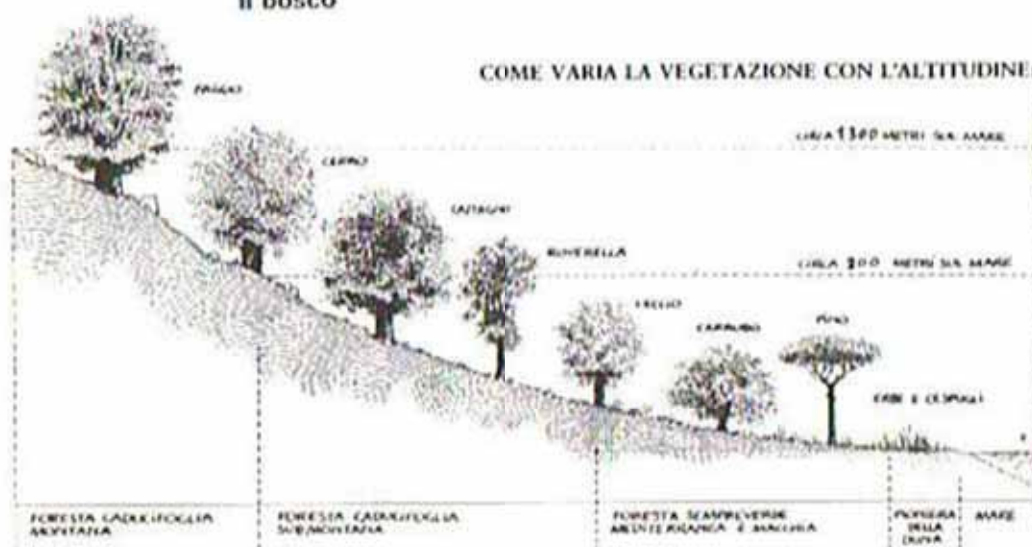 il bosco
COME VARIA LA VEGETAZIONE CON L'ALTITUDINE
FAGGIO
CIRCA 1300 METRI SUL MARE
CERRO
CASTAGNO
ROVERELLA
CIRCA 800 METRI SUL MARE
LECCIO
CARRUBO
PINO
ERBE E CESPUGLI
FORESTA CADUCIFOGLIA
MONTANA
FORESTA CADUCIFOGLIA
SUBMONTANA
FORESTA SEMPREVERDE
MEDITERRANEA E MACCHIA
PIONIERA
DELLA
DUNA
MARE